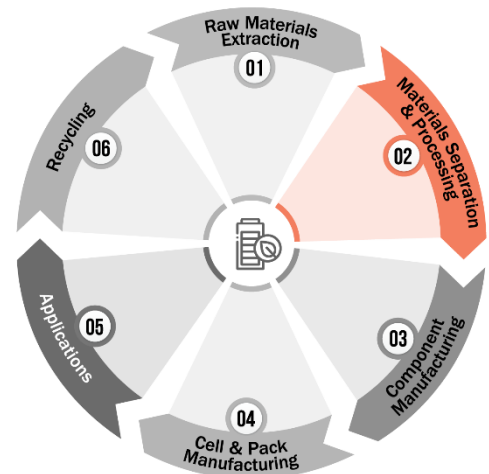 Raw Materials
Extraction
01
Materials Separation
& Processing
02
Component
Manufacturing
03
Cell & Pack
Manufacturing
04
Applications
05
Recycling
06